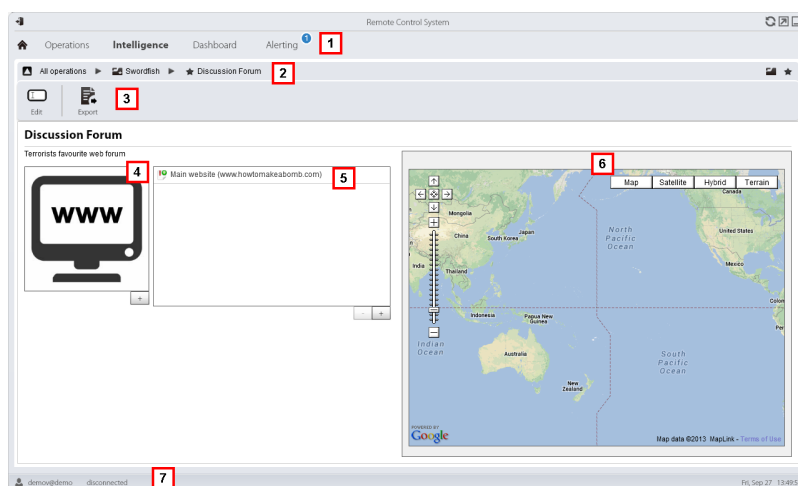 Remote Control System
Operations
Intelligence
Dashboard
Alerting
1
1
All operations
Swordfish
Discussion Forum
2
Edit
Export
3
Discussion Forum
Terrorists favourite web forum
4
WWW
+
Main website (www.howtomakeabomb.com)
5
- +
6
Map
Satellite
Hybrid
Terrain
Canada
Mongolia
China
South Korea
Japan
North
Pacific
Ocean
United States
India
Thailand
Mexico
Indonesia
Papua New
Guinea
Indian
Ocean
Australia
South
Pacific
Ocean
New
Zealand
POWERED BY
Google
Map data ©2013 MapLink - Terms of Use
demov@demo
disconnected
7
Fri, Sep 27 13:49:5